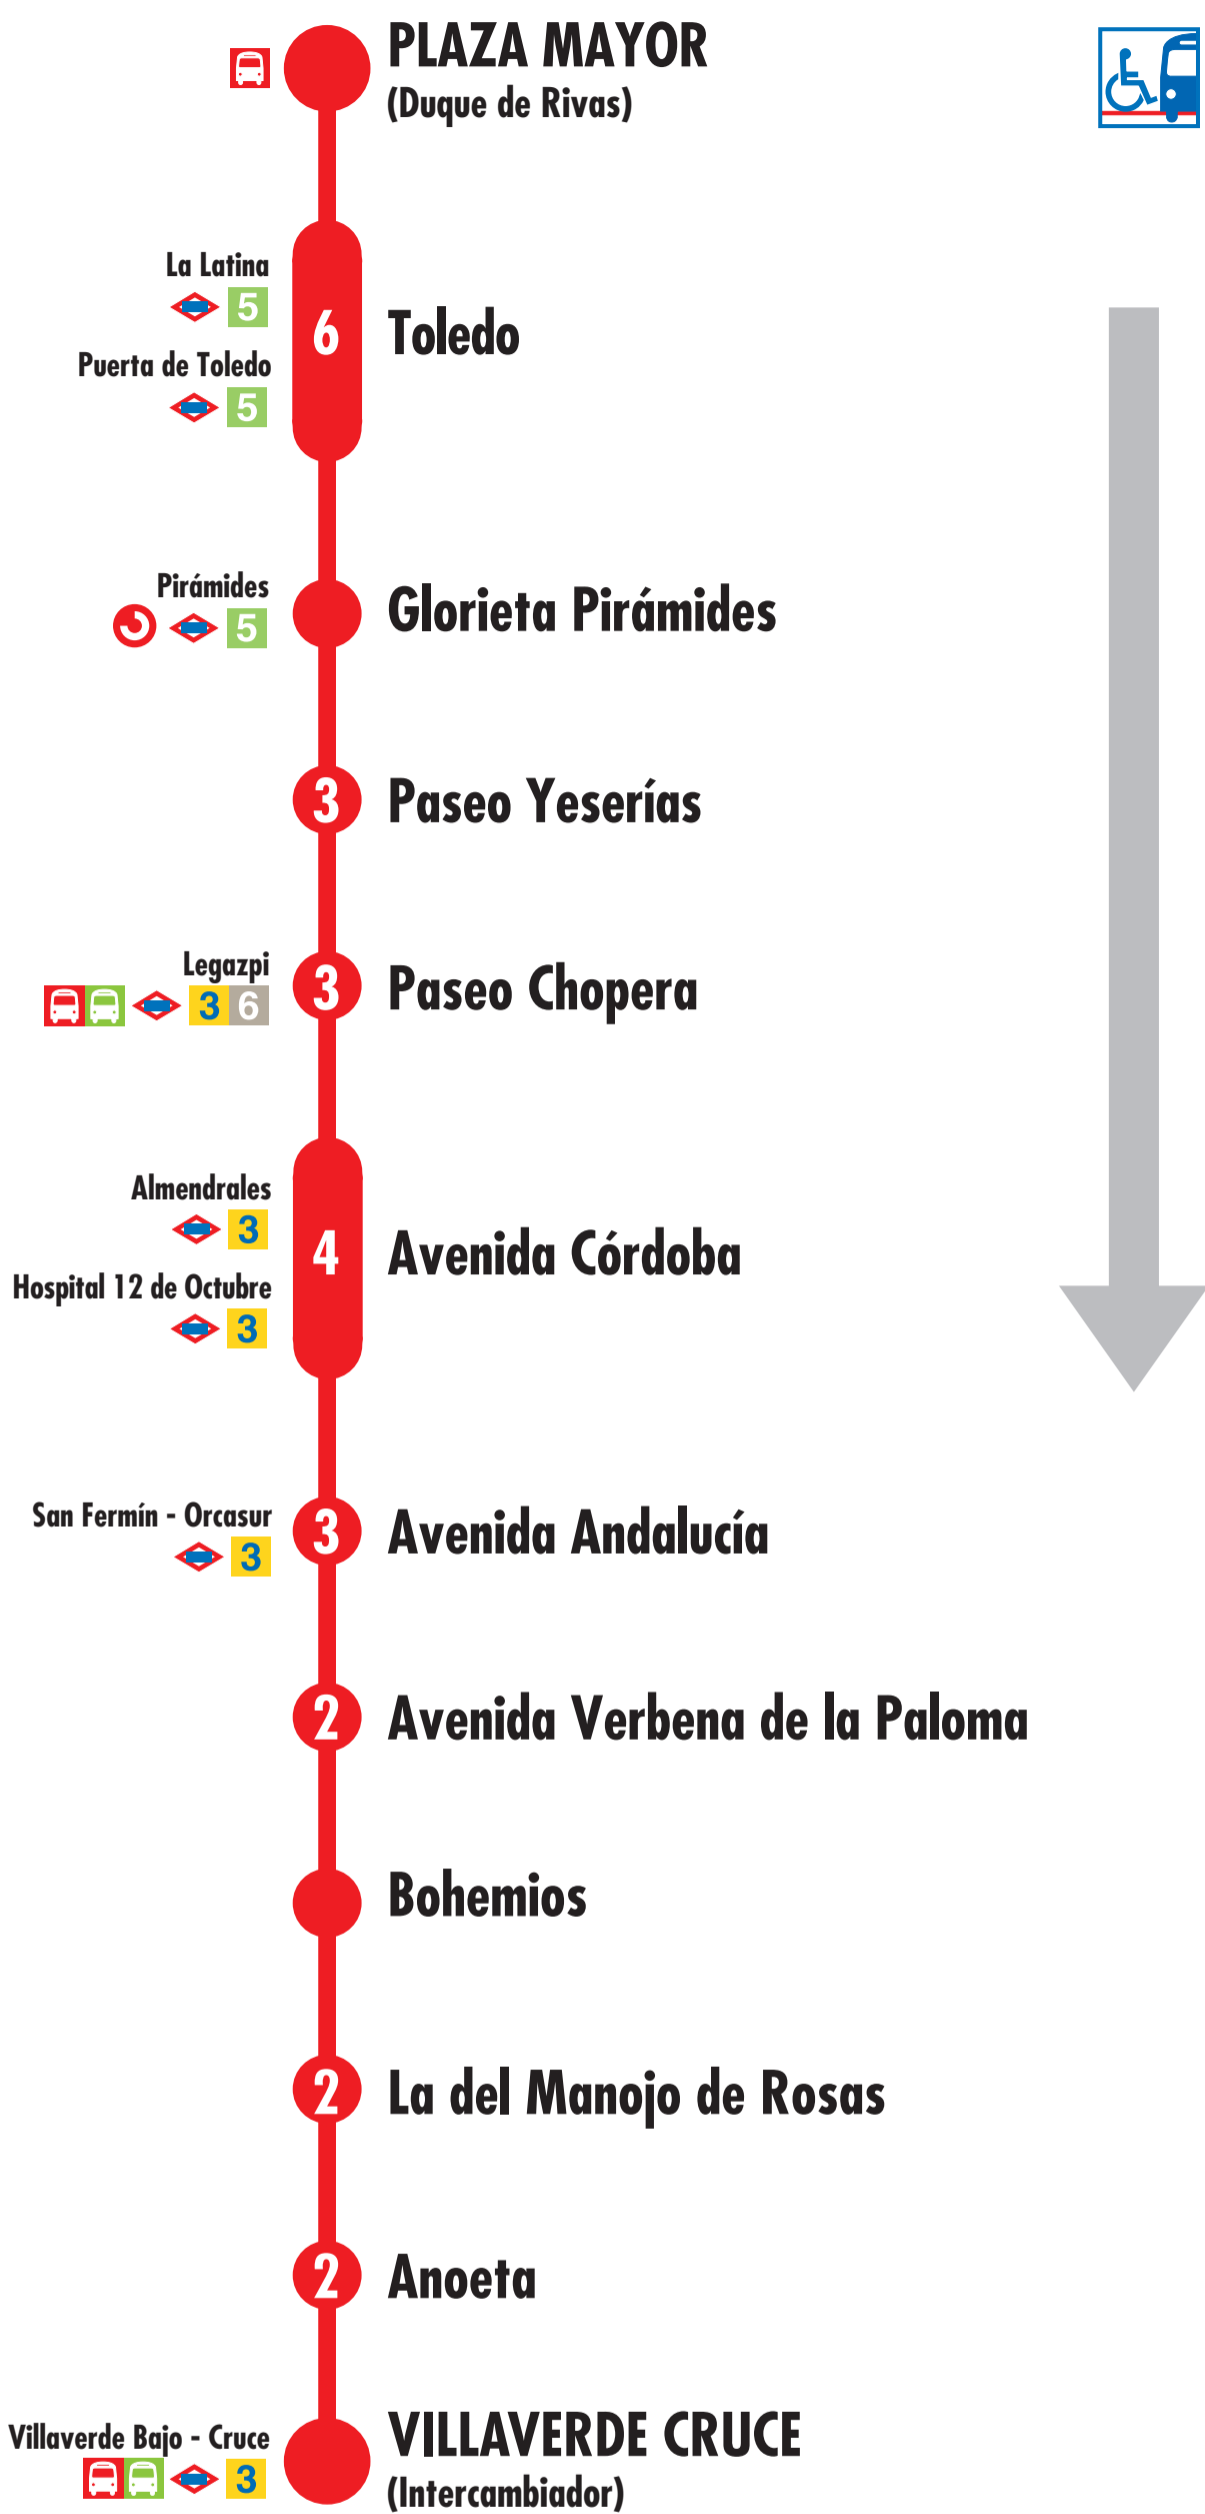 PLAZA MAYOR
(Duque de Rivas)
La Latina
5
Puerta de Toledo
5
6
Toledo
Pirámides
5
Glorieta Pirámides
3
Paseo Yeserías
Legazpi
3 6
3
Paseo Chopera
Almendrales
3
Hospital 12 de Octubre
3
4
Avenida Córdoba
San Fermín - Orcasur
3
3
Avenida Andalucía
2
Avenida Verbena de la Paloma
Bohemios
2
La del Manojo de Rosas
2
Anoeta
Villaverde Bajo - Cruce
3
VILLAVERDE CRUCE
(Intercambiador)